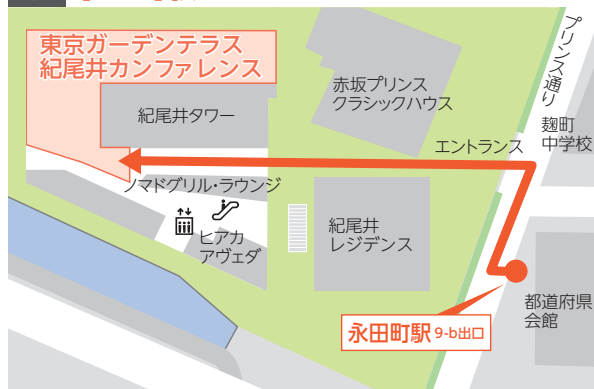 東京ガーデンテラス
紀尾井カンファレンス
紀尾井タワー
赤坂プリンス
クラシックハウス
プリンス通り
麹町
中学校
エントランス
ノマドグリル・ラウンジ
ヒアカ
アヴェダ
紀尾井
レジデンス
都道府県
会館
永田町駅 9-b出口